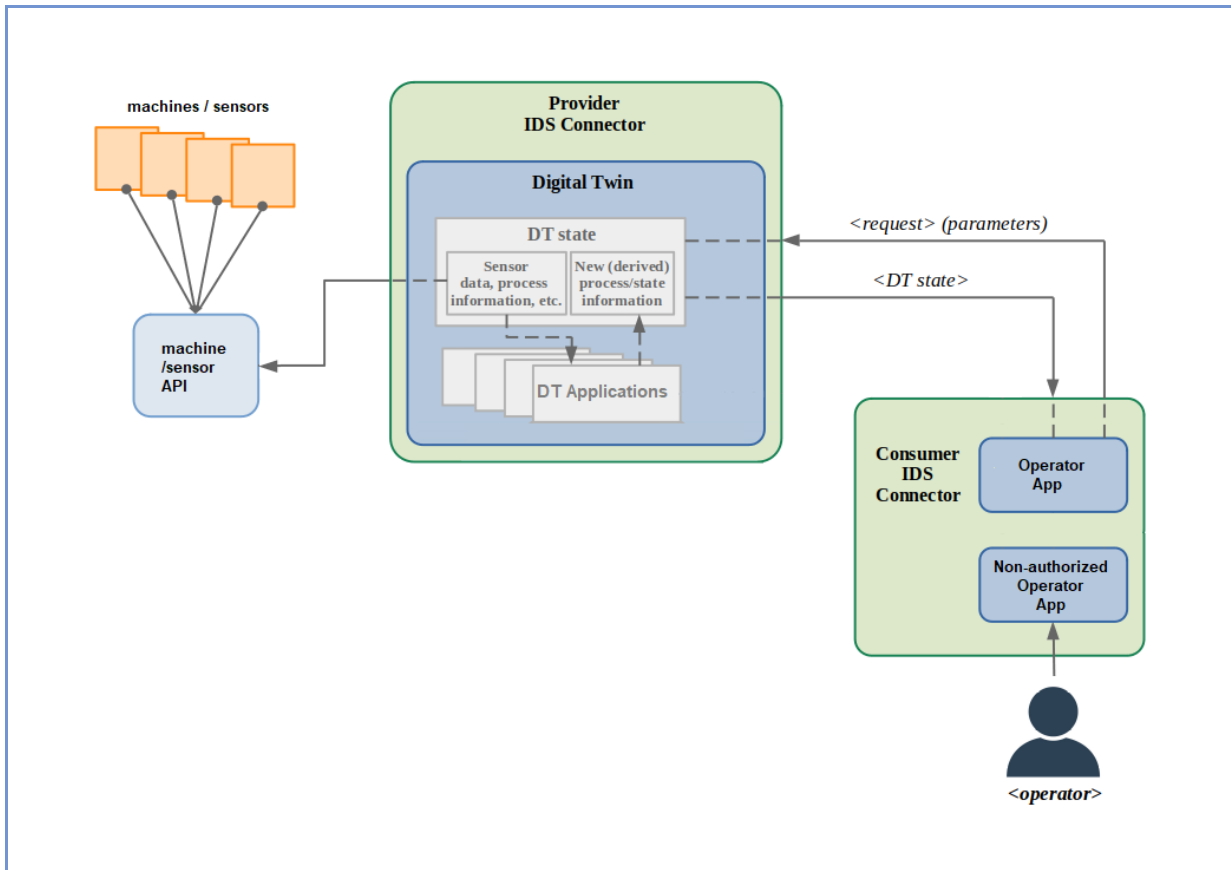 machines / sensors
machine
/sensor
API
Provider
IDS Connector
Digital Twin
DT state
Sensor
data, process
information, etc.
New (derived)
process/state
information
DT Applications
<request> (parameters)
<DT state>
Consumer
IDS
Connector
Operator
App
Non-authorized
Operator
App
<operator>